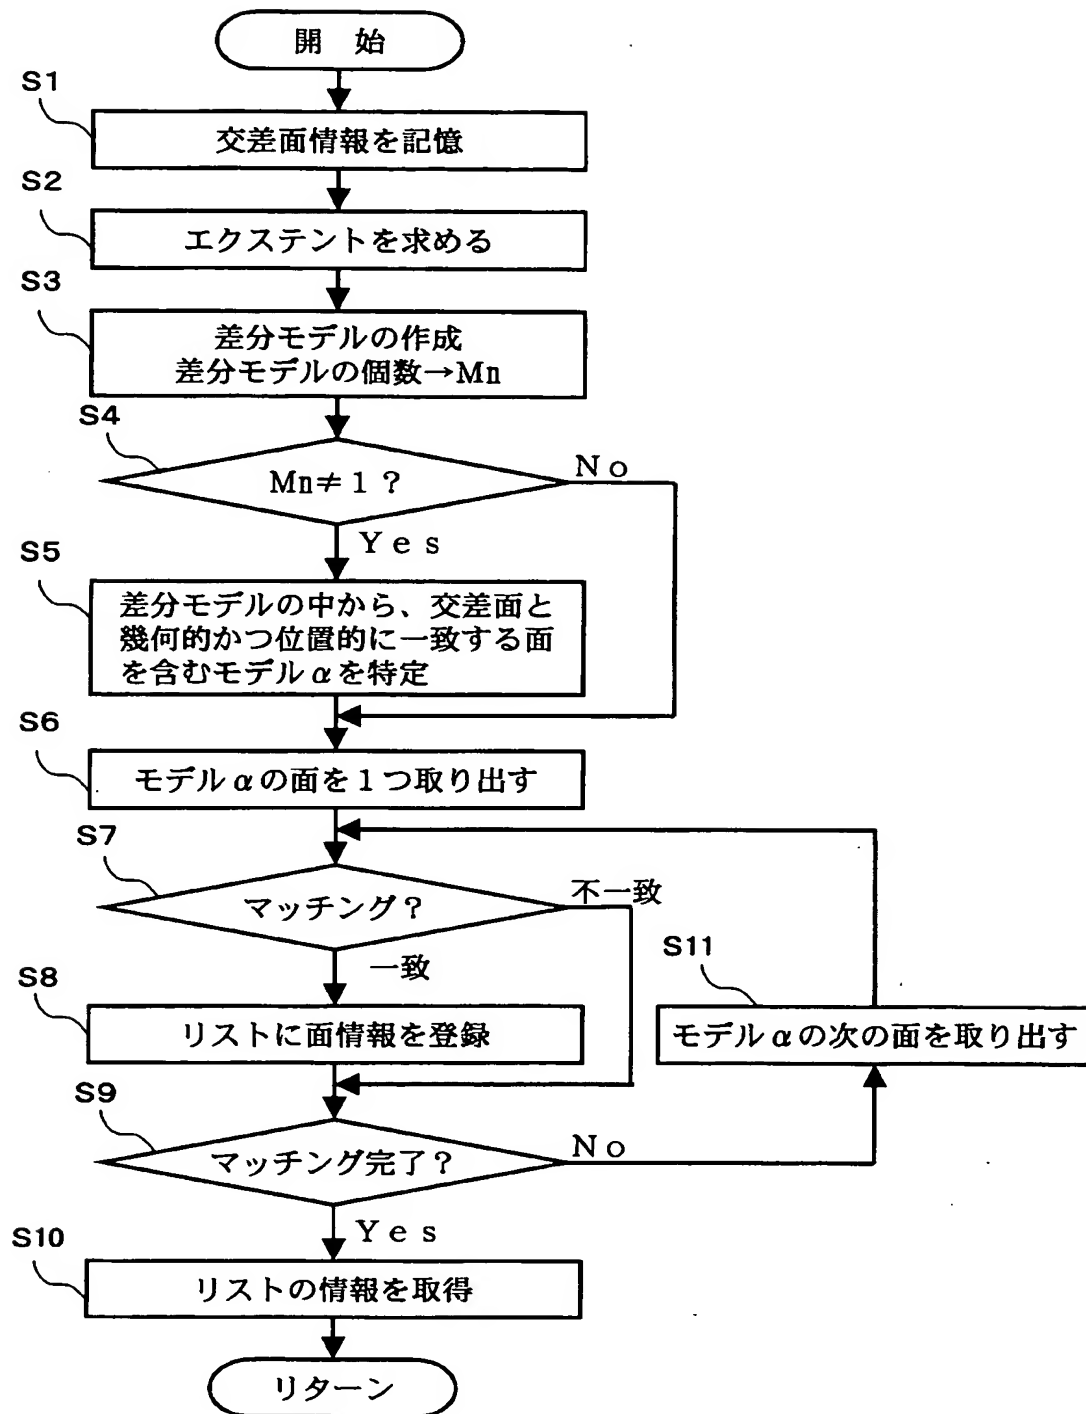 開 始
S1
交差面情報を記憶
S2
エクステントを求める
S3
差分モデルの作成
差分モデルの個数→Mn
S4
Mn≠1?
No
Yes
S5
差分モデルの中から、交差面と
幾何的かつ位置的に一致する面
を含むモデルαを特定
S6
モデルαの面を1つ取り出す
S7
マッチング?
不一致
一致
S11
モデルαの次の面を取り出す
S8
リストに面情報を登録
S9
マッチング完了?
No
Yes
S10
リストの情報を取得
リターン